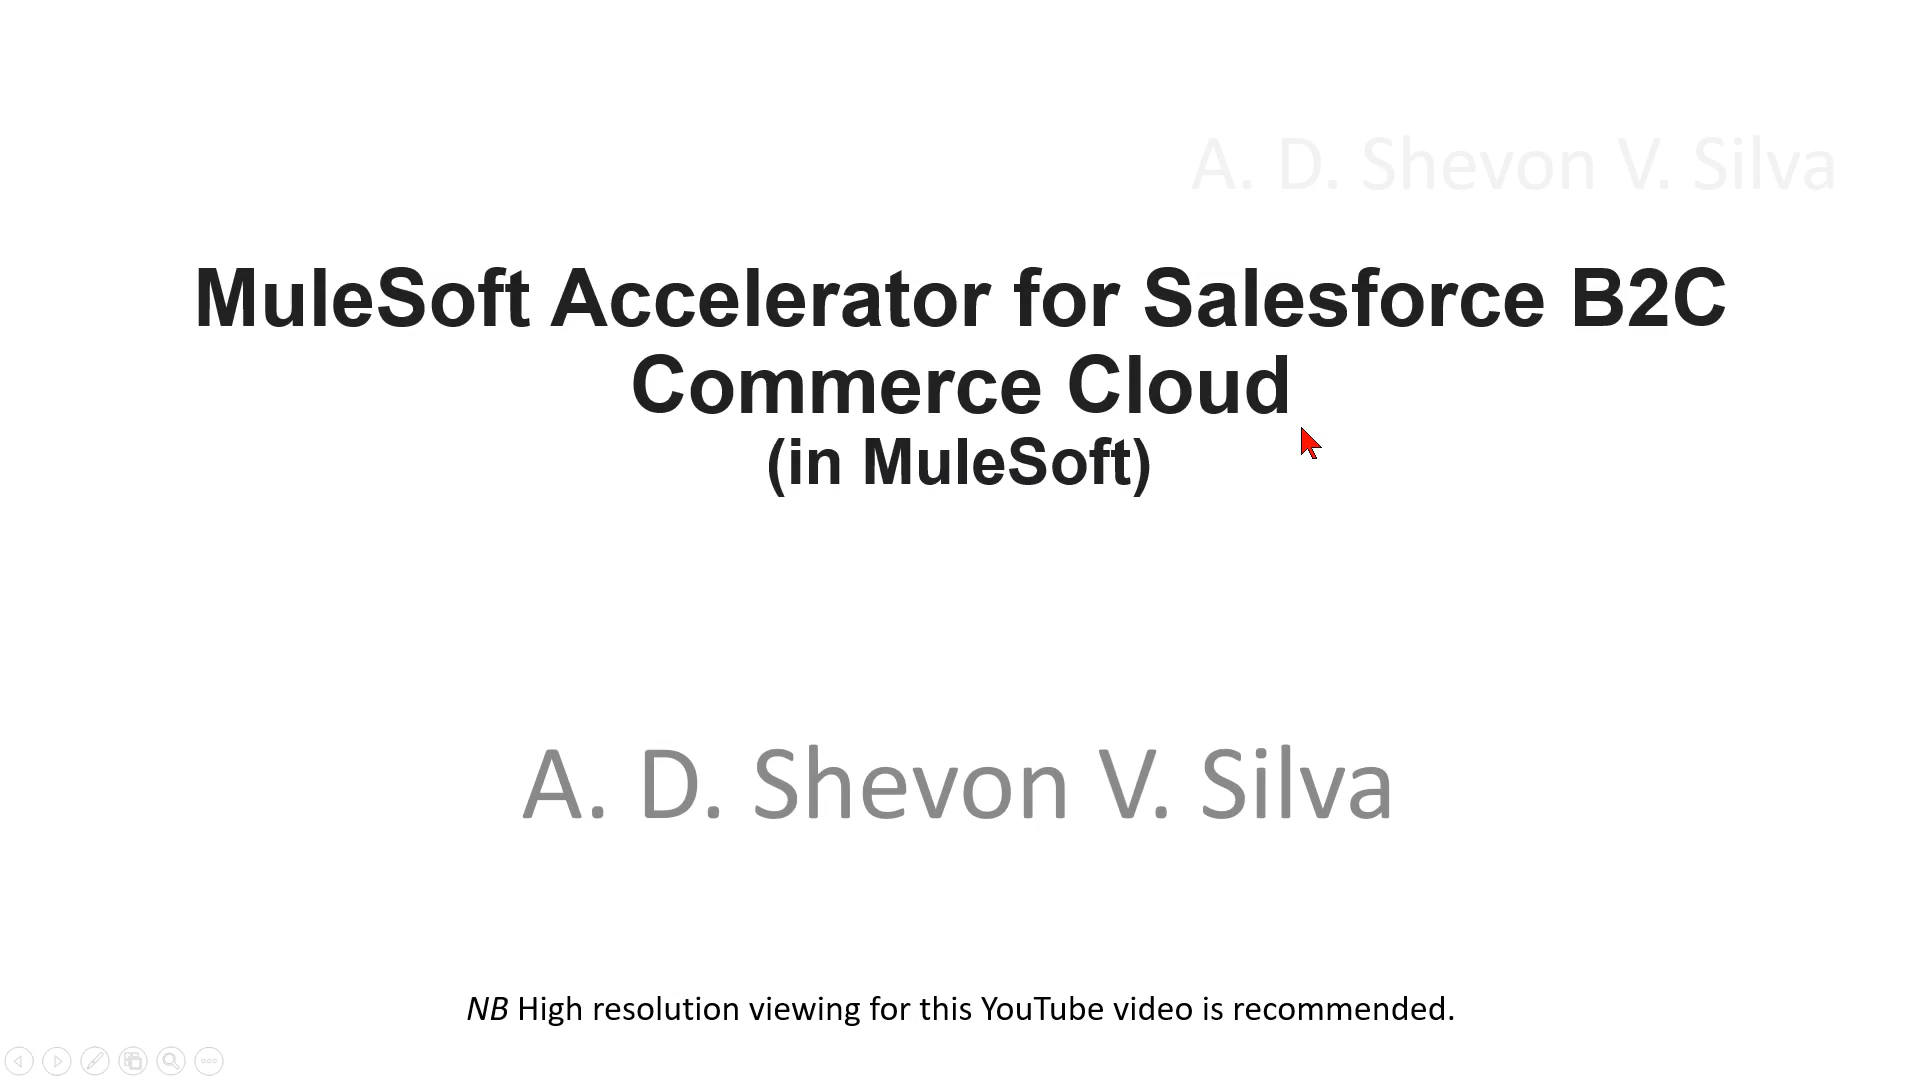 A. D. Shevon V. Silva
MuleSoft Accelerator for Salesforce B2C
Commerce Cloud
(in MuleSoft)
A. D. Shevon V. Silva
NB High resolution viewing for this YouTube video is recommended.